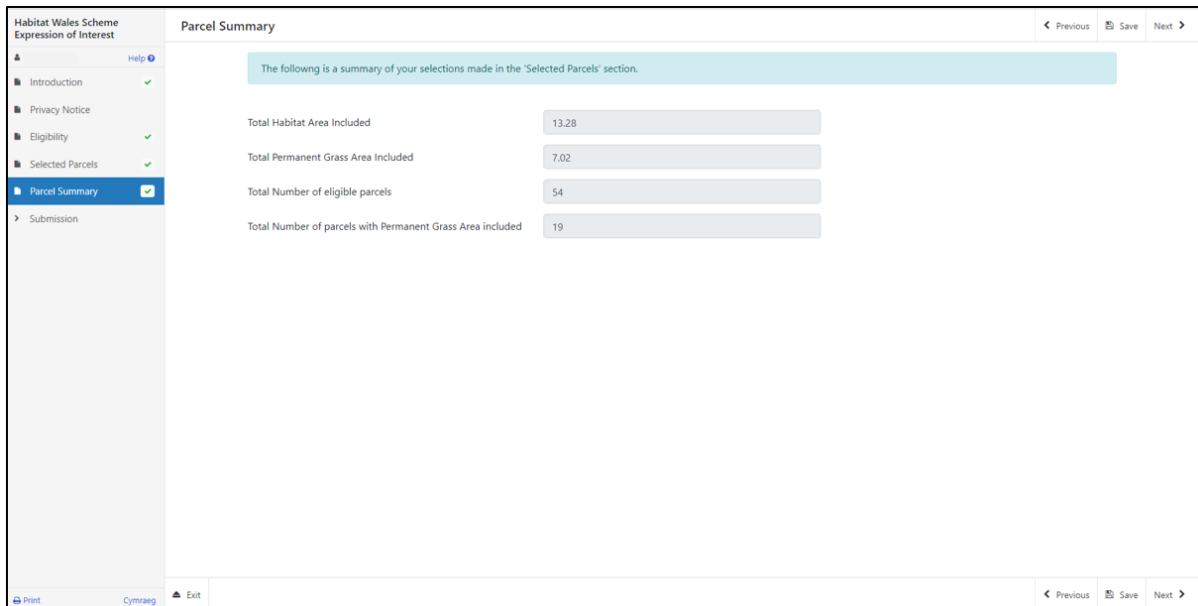 Habitat Wales Scheme
Expression of Interest
Help
Introduction
Privacy Notice
Eligibility
Selected Parcels
Parcel Summary
Submission
Print Cymraeg
Parcel Summary
Previous Save Next
The followng is a summary of your selections made in the 'Selected Parcels' section.
Total Habitat Area Included 13.28
Total Permanent Grass Area Included 7.02
Total Number of eligible parcels 54
Total Number of parcels with Permanent Grass Area included 19
Exit Previous Save Next